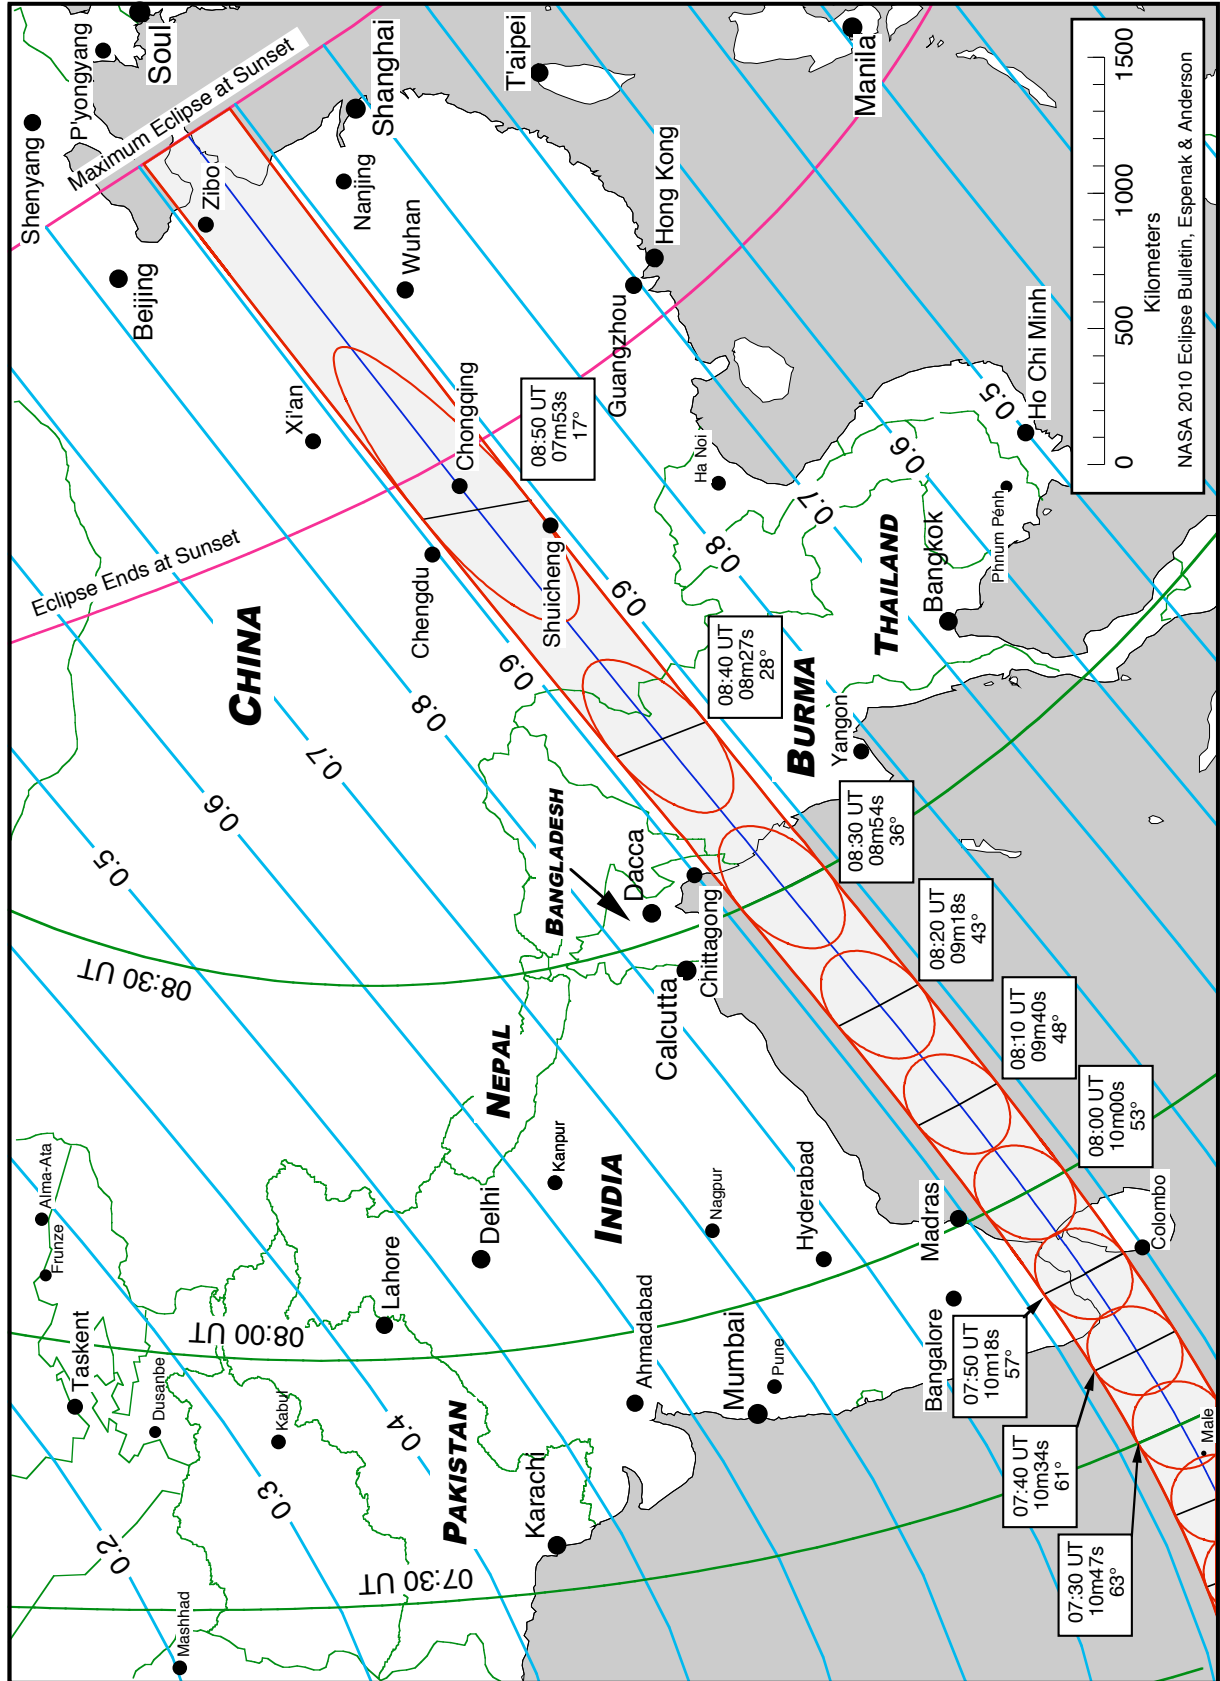 Shenyang
P'yongyang
Soul
Maximum Eclipse at Sunset
Zibo
Beijing
Shanghai
Nanjing
Wuhan
T'aipei
Manila
Hong Kong
Guangzhou
Xi'an
Chongqing
Chengdu
Shuicheng
Eclipse Ends at Sunset
CHINA
Ha Noi
Ho Chi Minh
Phnum Pénh
THAILAND
Bangkok
BURMA
Yangon
BANGLADESH
Dacca
Chittagong
Calcutta
NEPAL
INDIA
Kanpur
Delhi
Nagpur
Hyderabad
Madras
Colombo
Bangalore
Lahore
Ahmadabad
Mumbai
Pune
Male
Alma-Ata
Frunze
Taskent
Dusanbe
Kabul
PAKISTAN
Karachi
Mashhad
08:50 UT
07m53s
17°
08:40 UT
08m27s
28°
08:30 UT
08m54s
36°
08:20 UT
09m18s
43°
08:10 UT
09m40s
48°
08:00 UT
10m00s
53°
07:50 UT
10m18s
57°
07:40 UT
10m34s
61°
07:30 UT
10m47s
63°
08:30 UT
08:00 UT
07:30 UT
0.2
0.3
0.4
0.5
0.6
0.7
0.8
0.9
0.9
0.8
0.7
0.6
0.5
0 500 1000 1500
Kilometers
NASA 2010 Eclipse Bulletin, Espenak & Anderson